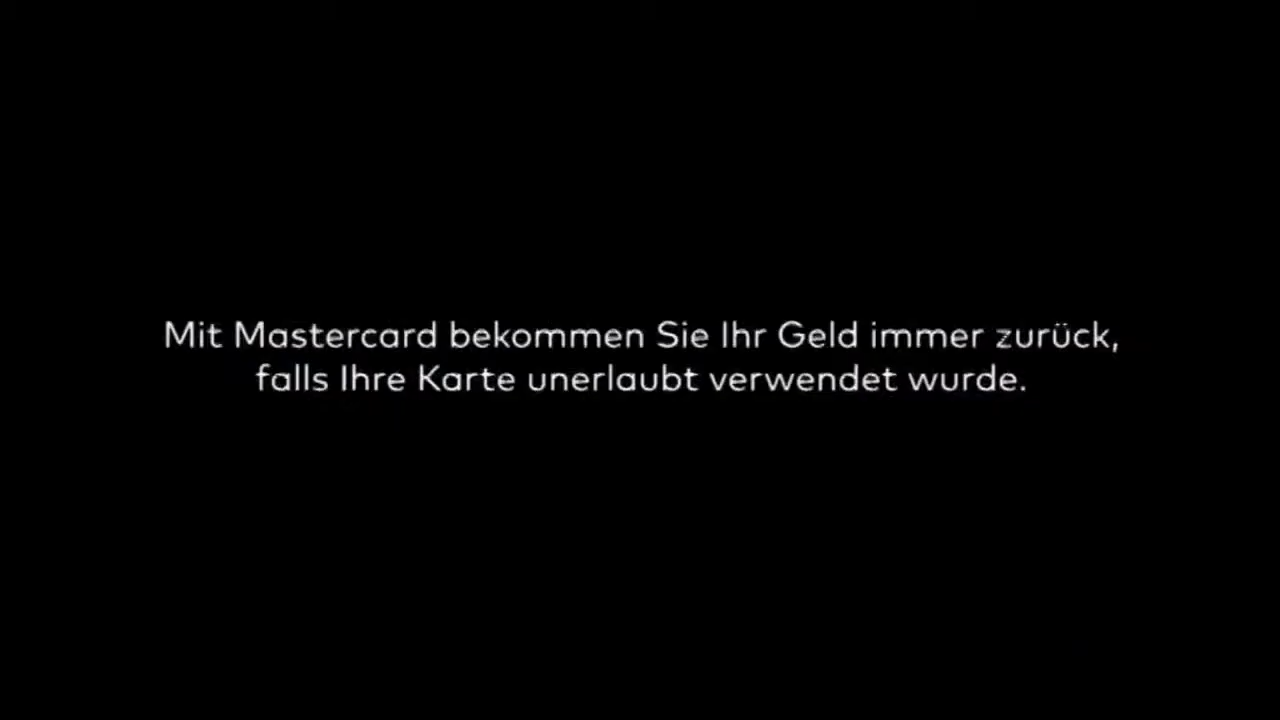 Mit Mastercard bekommen Sie Ihr Geld immer zurück,
falls Ihre Karte unerlaubt verwendet wurde.